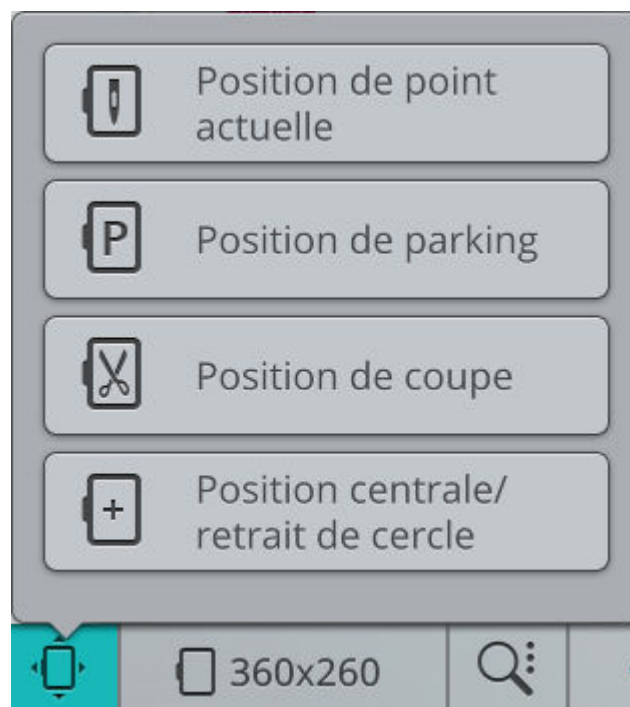 Position de point
actuelle
P
Position de parking
Position de coupe
Position centrale/
retrait de cercle
360x260